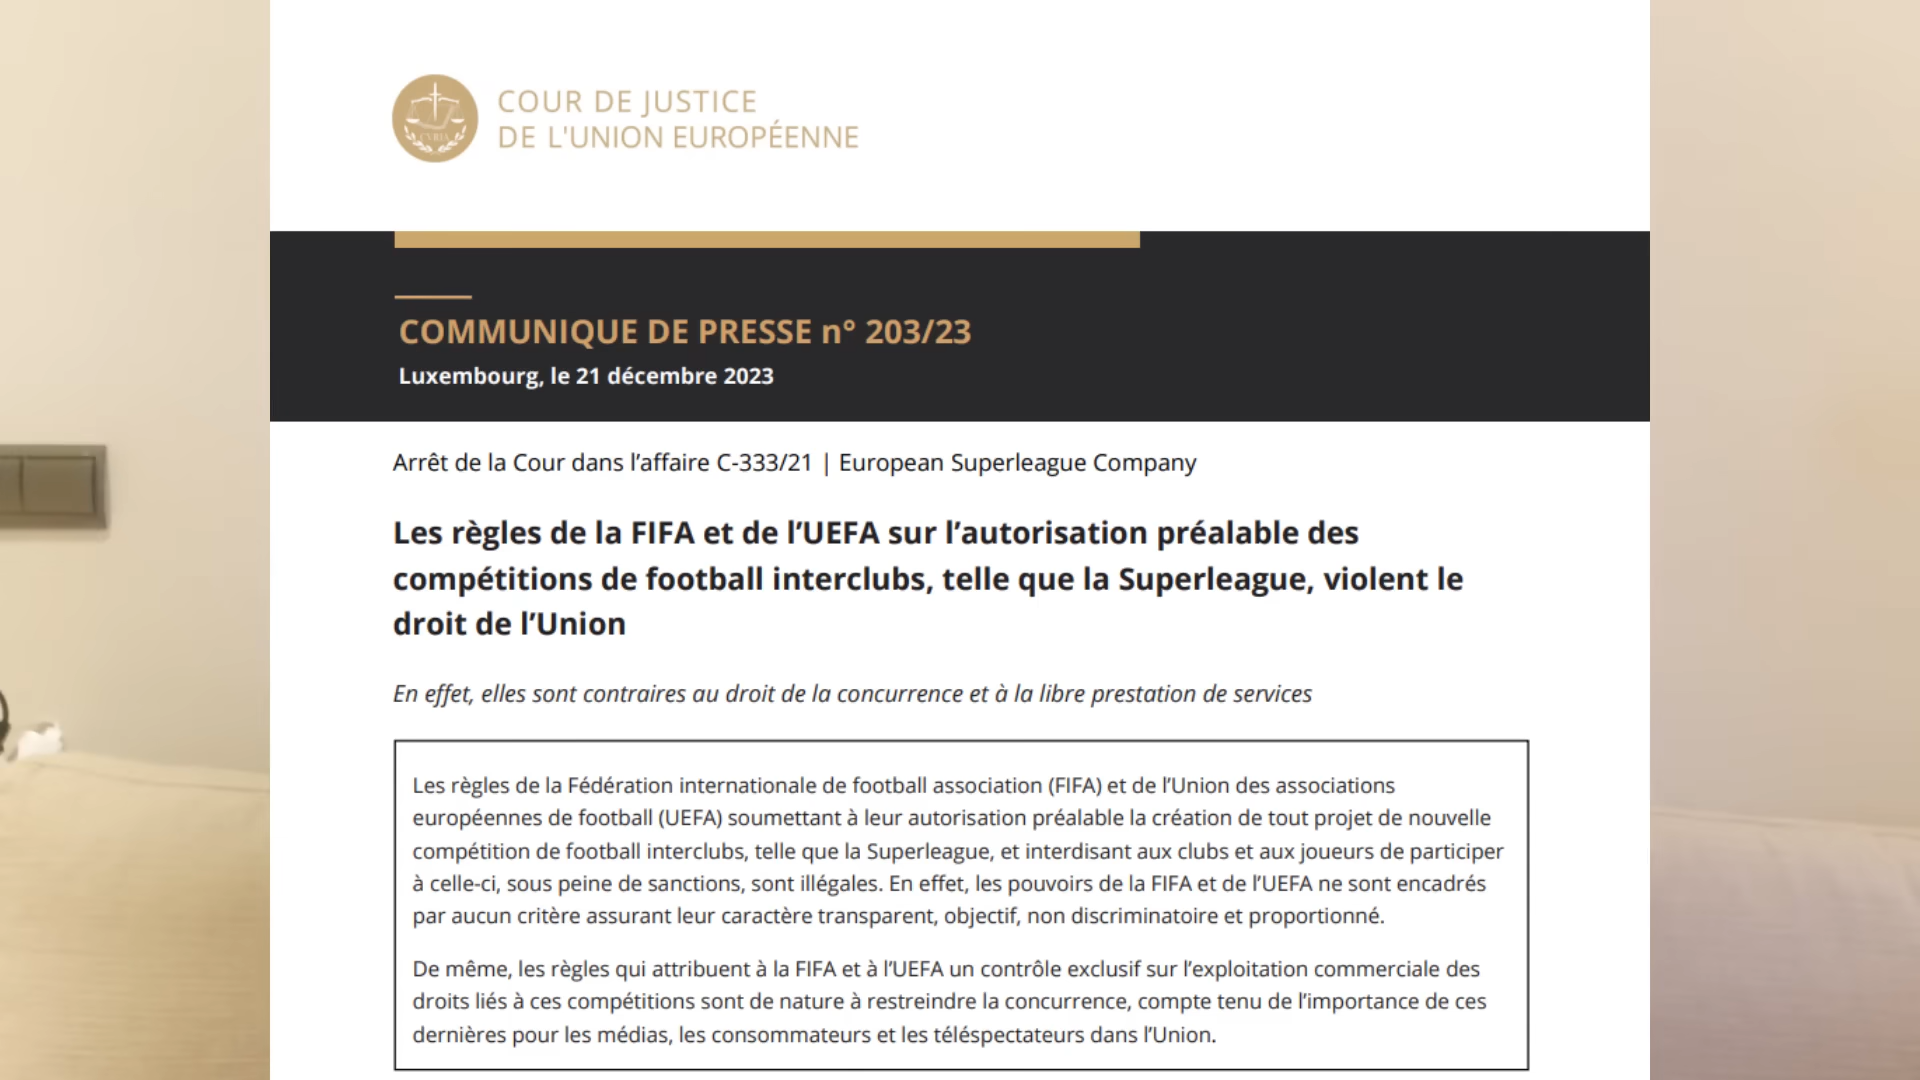 COUR DE JUSTICE
DE L'UNION EUROPÉENNE
CVRIA
COMMUNIQUE DE PRESSE n° 203/23
Luxembourg, le 21 décembre 2023
Arrêt de la Cour dans l’affaire C-333/21 | European Superleague Company
Les règles de la FIFA et de l’UEFA sur l’autorisation préalable des
compétitions de football interclubs, telle que la Superleague, violent le
droit de l’Union
En effet, elles sont contraires au droit de la concurrence et à la libre prestation de services
Les règles de la Fédération internationale de football association (FIFA) et de l’Union des associations
européennes de football (UEFA) soumettant à leur autorisation préalable la création de tout projet de nouvelle
compétition de football interclubs, telle que la Superleague, et interdisant aux clubs et aux joueurs de participer
à celle-ci, sous peine de sanctions, sont illégales. En effet, les pouvoirs de la FIFA et de l’UEFA ne sont encadrés
par aucun critère assurant leur caractère transparent, objectif, non discriminatoire et proportionné.
De même, les règles qui attribuent à la FIFA et à l’UEFA un contrôle exclusif sur l’exploitation commerciale des
droits liés à ces compétitions sont de nature à restreindre la concurrence, compte tenu de l’importance de ces
dernières pour les médias, les consommateurs et les téléspectateurs dans l’Union.